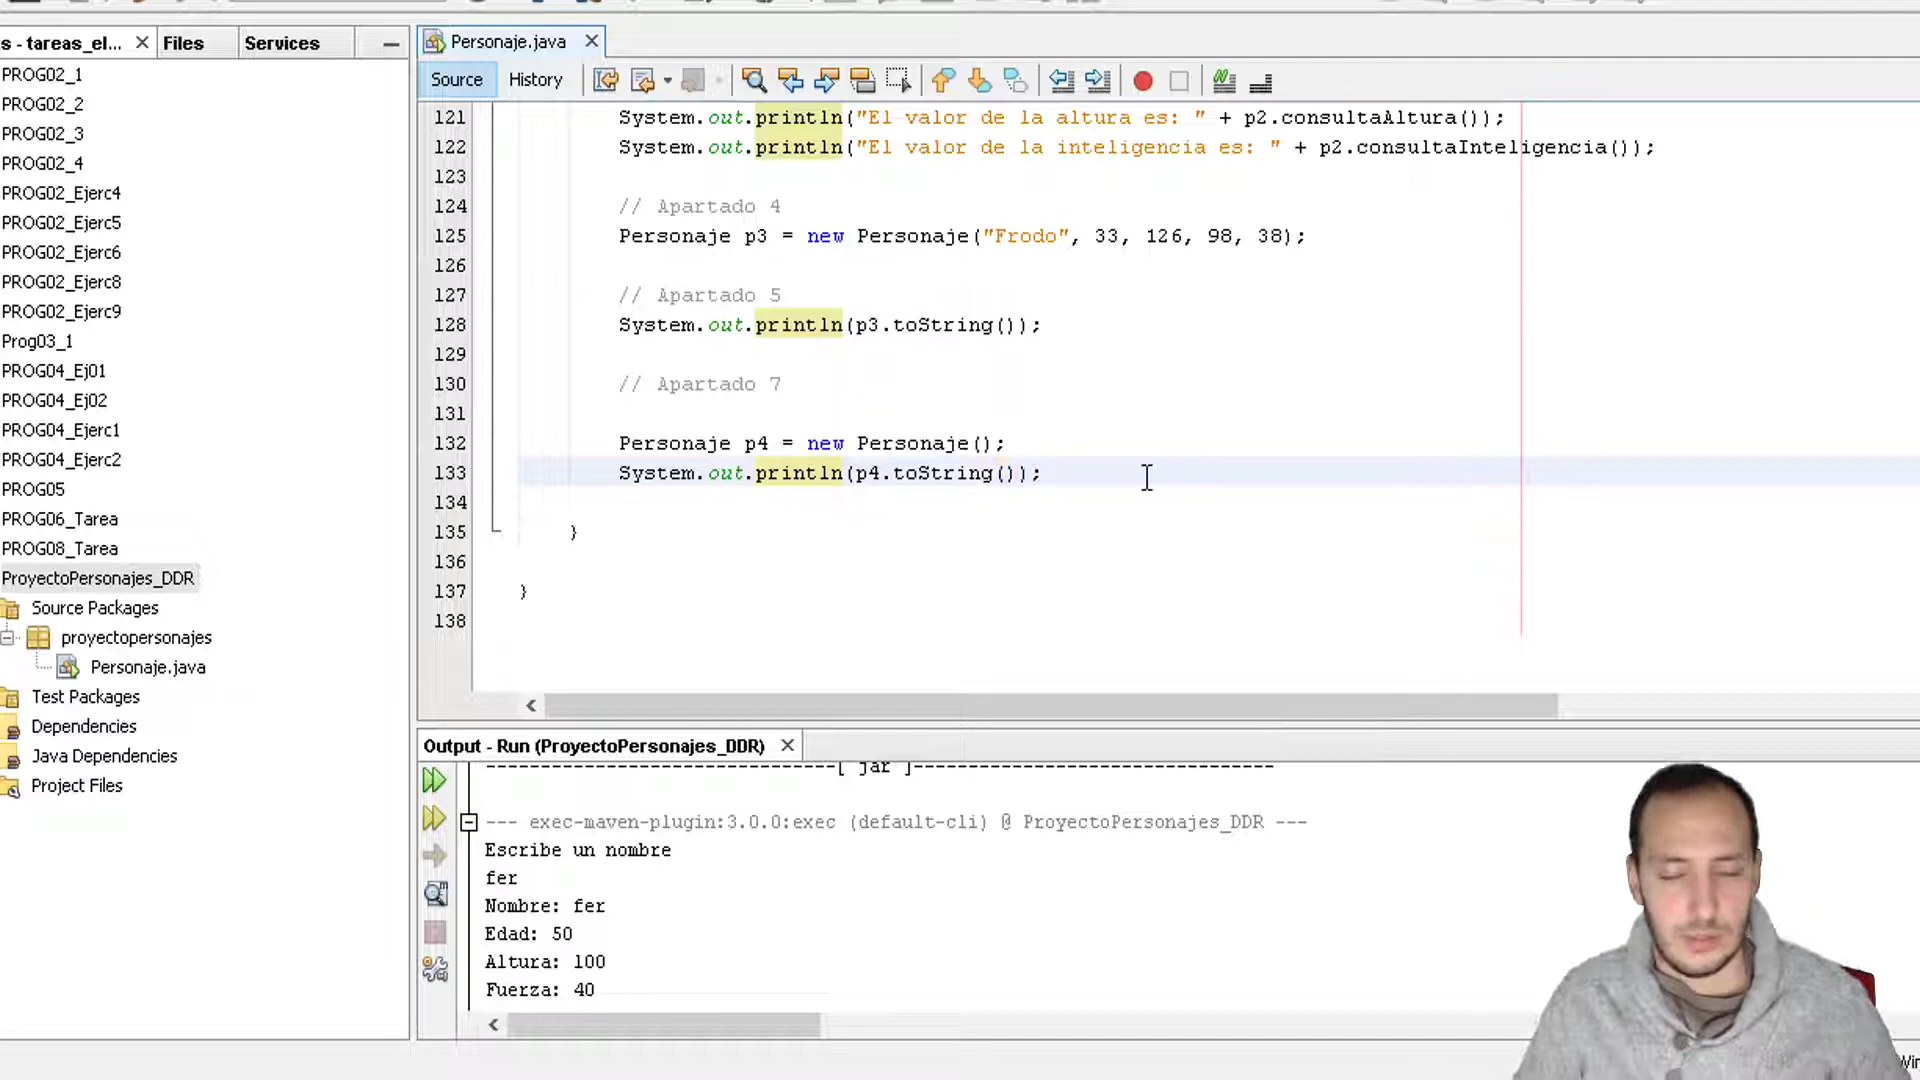 s - tareas_el...
Files
Services
PROG02_1
PROG02_2
PROG02_3
PROG02_4
PROG02_Ejerc4
PROG02_Ejerc5
PROG02_Ejerc6
PROG02_Ejerc8
PROG02_Ejerc9
Prog03_1
PROG04_Ej01
PROG04_Ej02
PROG04_Ejerc1
PROG04_Ejerc2
PROG05
PROG06_Tarea
PROG08_Tarea
ProyectoPersonajes_DDR
Source Packages
proyectopersonajes
Personaje.java
Test Packages
Dependencies
Java Dependencies
Project Files
Personaje.java
Source History
121 System.out.println("El valor de la altura es: " + p2.consultaAltura());
122 System.out.println("El valor de la inteligencia es: " + p2.consultaInteligencia());
123
124 // Apartado 4
125 Personaje p3 = new Personaje("Frodo", 33, 126, 98, 38);
126
127 // Apartado 5
128 System.out.println(p3.toString());
129
130 // Apartado 7
131
132 Personaje p4 = new Personaje();
133 System.out.println(p4.toString());
134
135 }
136
137 }
138
Output - Run (ProyectoPersonajes_DDR)
--------------------------------[ jar ]---------------------------------
--- exec-maven-plugin:3.0.0:exec (default-cli) @ ProyectoPersonajes_DDR ---
Escribe un nombre
fer
Nombre: fer
Edad: 50
Altura: 100
Fuerza: 40